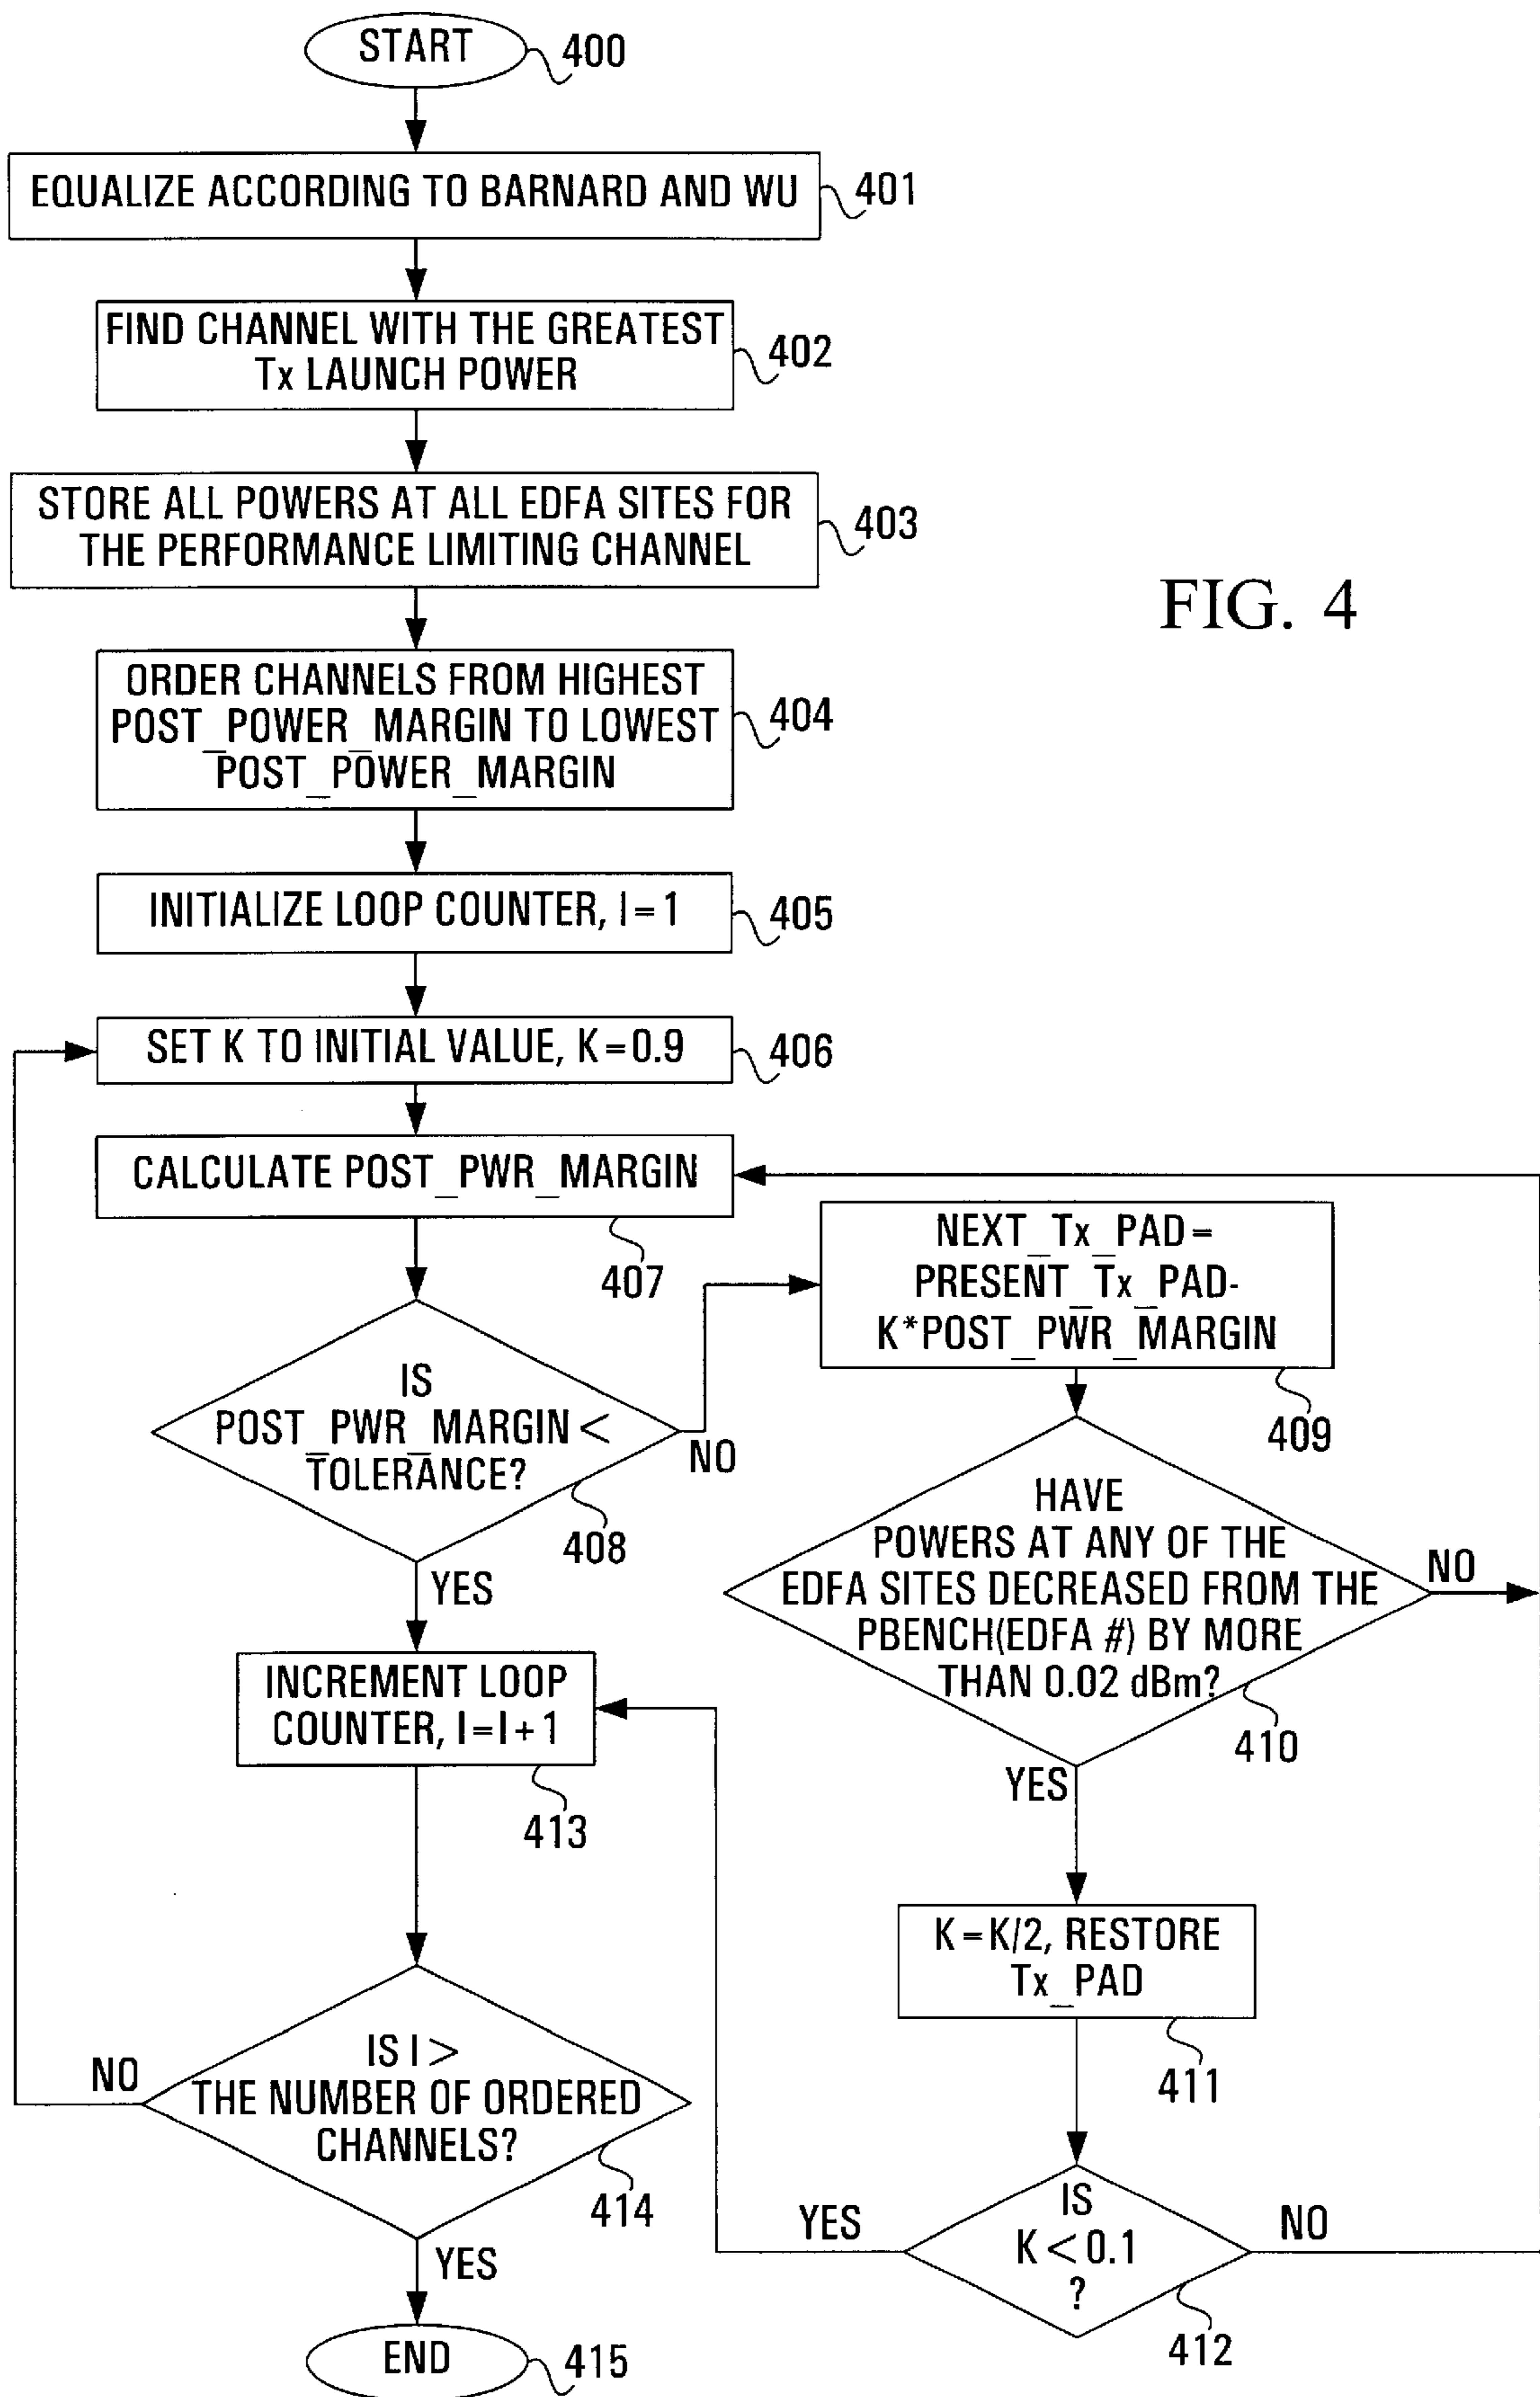 START
400
EQUALIZE ACCORDING TO BARNARD AND WU
401
FIND CHANNEL WITH THE GREATEST
Tx LAUNCH POWER
402
STORE ALL POWERS AT ALL EDFA SITES FOR
THE PERFORMANCE LIMITING CHANNEL
403
FIG. 4
ORDER CHANNELS FROM HIGHEST
POST_POWER_MARGIN TO LOWEST
POST_POWER_MARGIN
404
INITIALIZE LOOP COUNTER, I=1
405
SET K TO INITIAL VALUE, K=0.9
406
CALCULATE POST_PWR_MARGIN
407
IS
POST_PWR_MARGIN <
TOLERANCE?
408
NO
YES
NEXT_Tx_PAD=
PRESENT_Tx_PAD-
K*POST_PWR_MARGIN
409
HAVE
POWERS AT ANY OF THE
EDFA SITES DECREASED FROM THE
PBENCH(EDFA #) BY MORE
THAN 0.02 dBm?
410
NO
YES
INCREMENT LOOP
COUNTER, I=I+1
413
K=K/2, RESTORE
Tx_PAD
411
IS I >
THE NUMBER OF ORDERED
CHANNELS?
414
NO
YES
IS
K<0.1
?
412
YES
NO
END
415